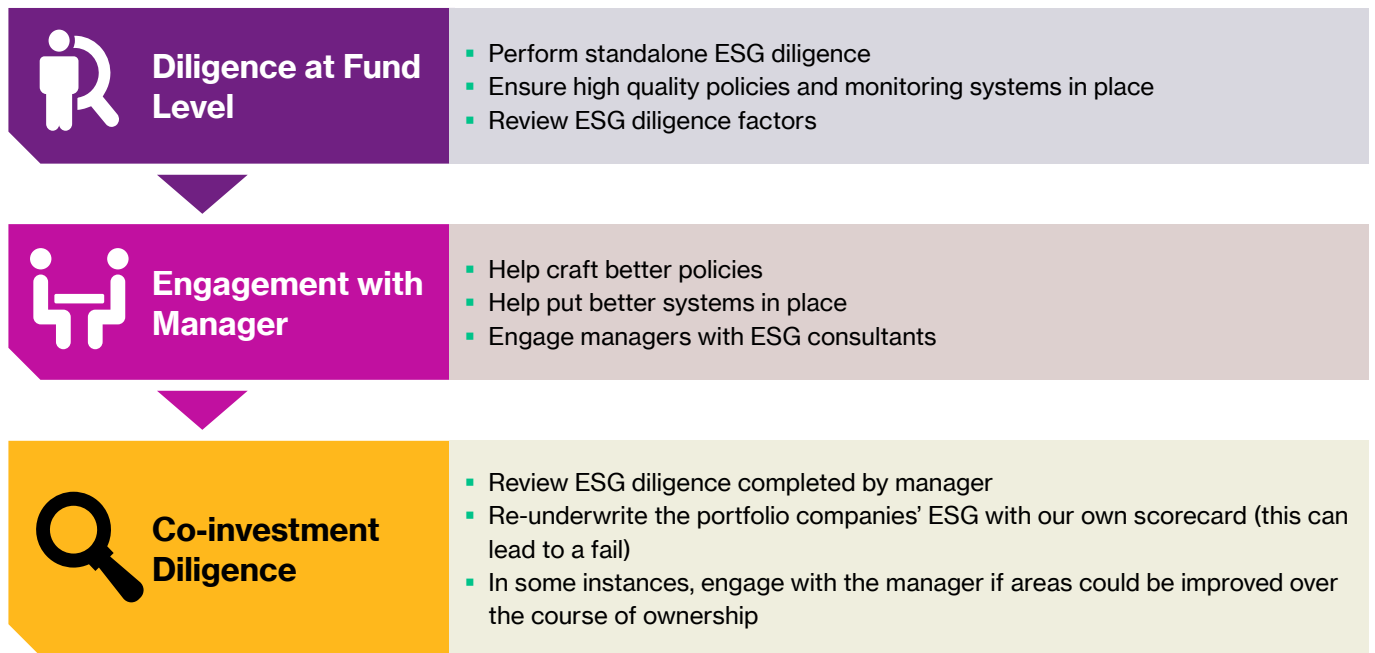 Diligence at Fund
Level
▪ Perform standalone ESG diligence
▪ Ensure high quality policies and monitoring systems in place
▪ Review ESG diligence factors
Engagement with
Manager
▪ Help craft better policies
▪ Help put better systems in place
▪ Engage managers with ESG consultants
Co-investment
Diligence
▪ Review ESG diligence completed by manager
▪ Re-underwrite the portfolio companies’ ESG with our own scorecard (this can
lead to a fail)
▪ In some instances, engage with the manager if areas could be improved over
the course of ownership